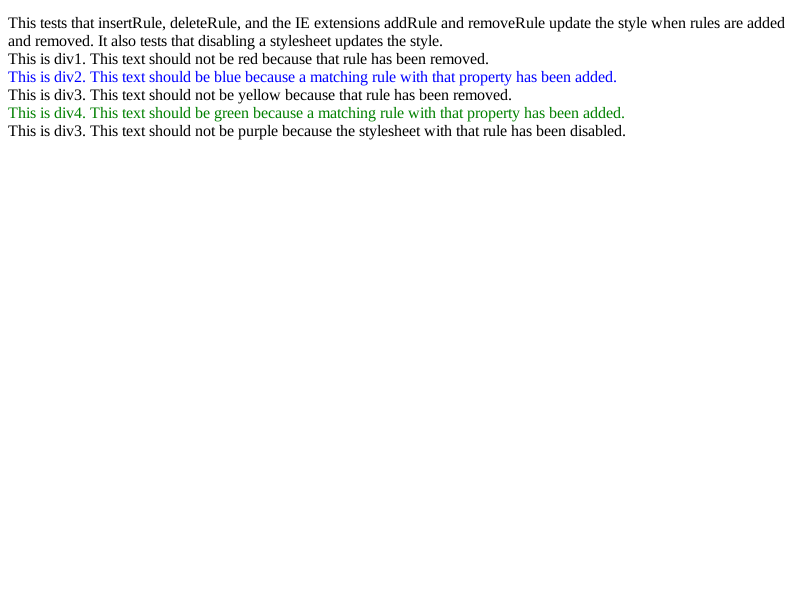 This tests that insertRule, deleteRule, and the IE extensions addRule and removeRule update the style when rules are added
and removed. It also tests that disabling a stylesheet updates the style.
This is div1. This text should not be red because that rule has been removed.
This is div2. This text should be blue because a matching rule with that property has been added.
This is div3. This text should not be yellow because that rule has been removed.
This is div4. This text should be green because a matching rule with that property has been added.
This is div3. This text should not be purple because the stylesheet with that rule has been disabled.